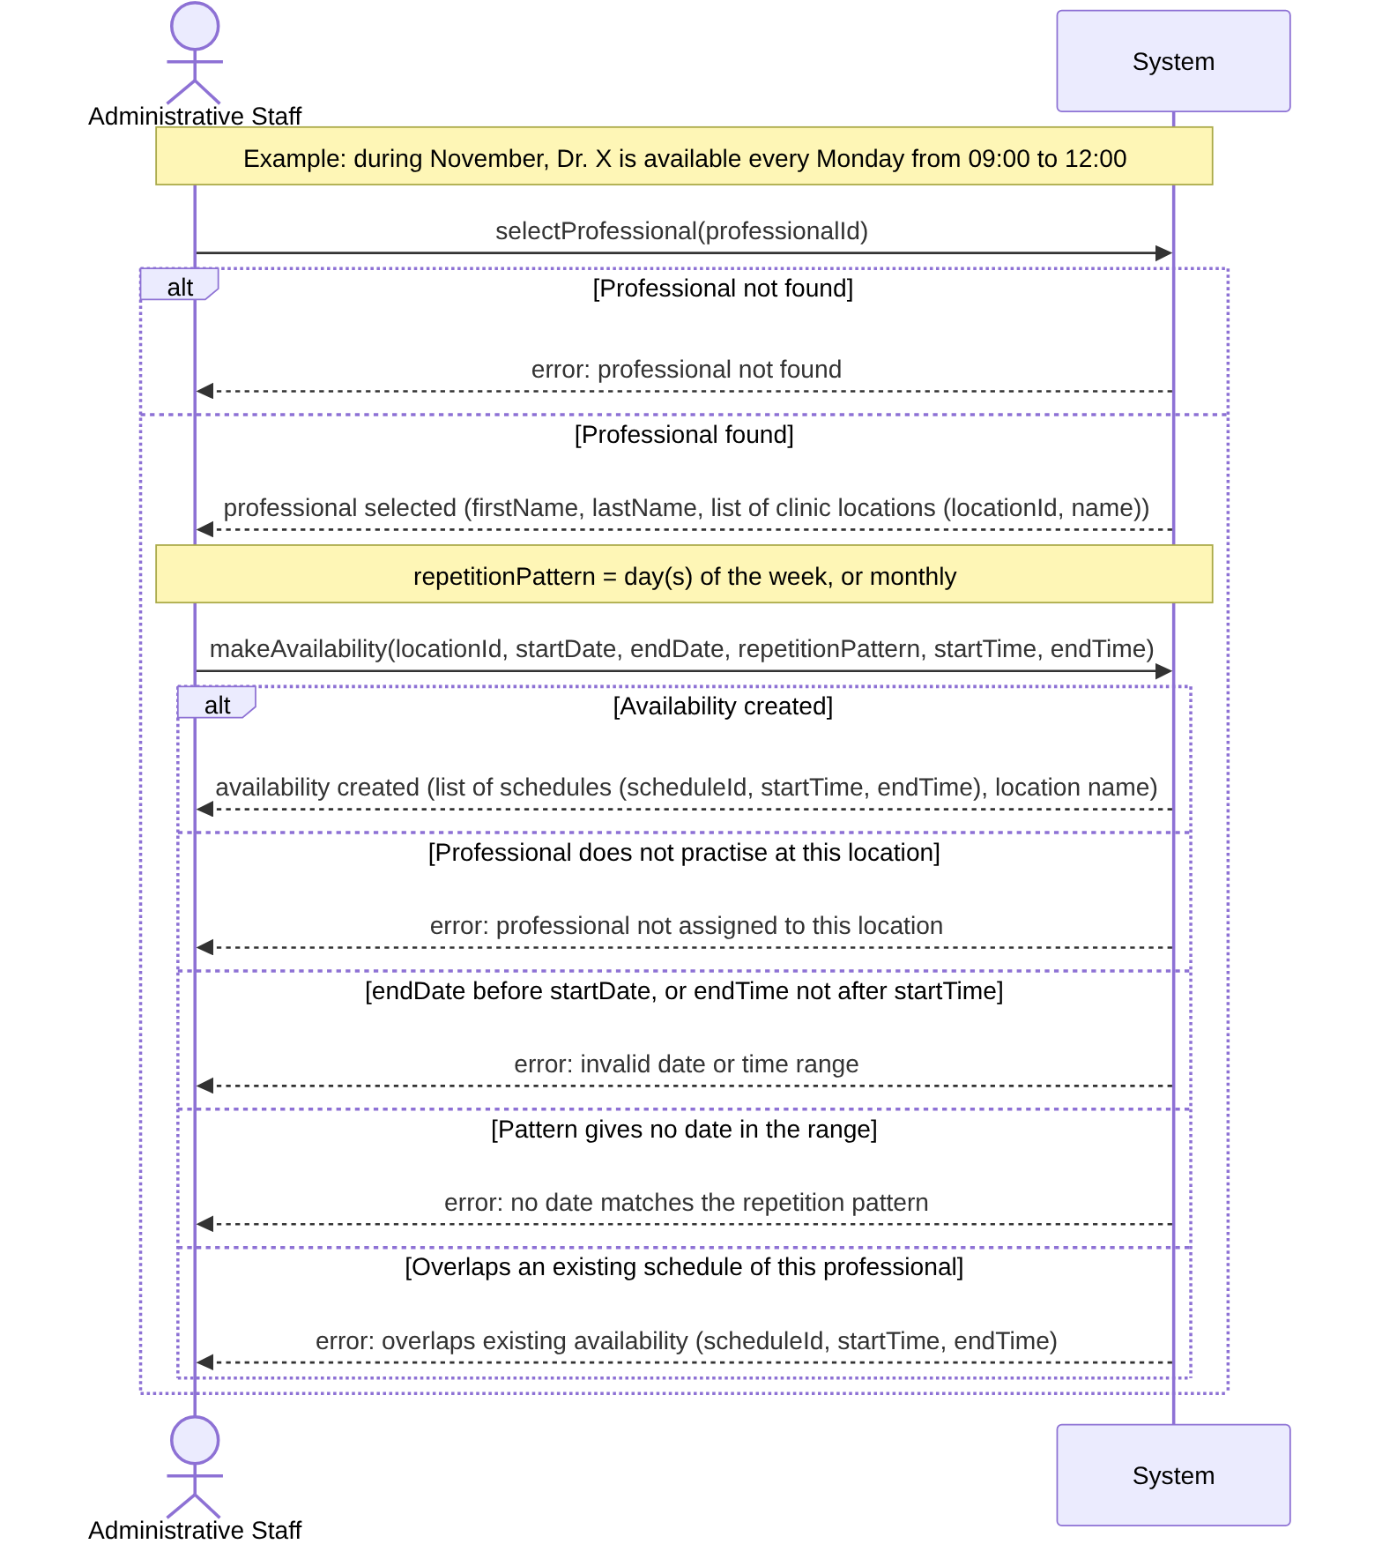 Administrative Staff
System
Example: during November, Dr. X is available every Monday from 09:00 to 12:00
selectProfessional(professionalId)
alt
[Professional not found]
error: professional not found
[Professional found]
professional selected (firstName, lastName, list of clinic locations (locationId, name))
repetitionPattern = day(s) of the week, or monthly
makeAvailability(locationId, startDate, endDate, repetitionPattern, startTime, endTime)
alt
[Availability created]
availability created (list of schedules (scheduleId, startTime, endTime), location name)
[Professional does not practise at this location]
error: professional not assigned to this location
[endDate before startDate, or endTime not after startTime]
error: invalid date or time range
[Pattern gives no date in the range]
error: no date matches the repetition pattern
[Overlaps an existing schedule of this professional]
error: overlaps existing availability (scheduleId, startTime, endTime)
Administrative Staff
System